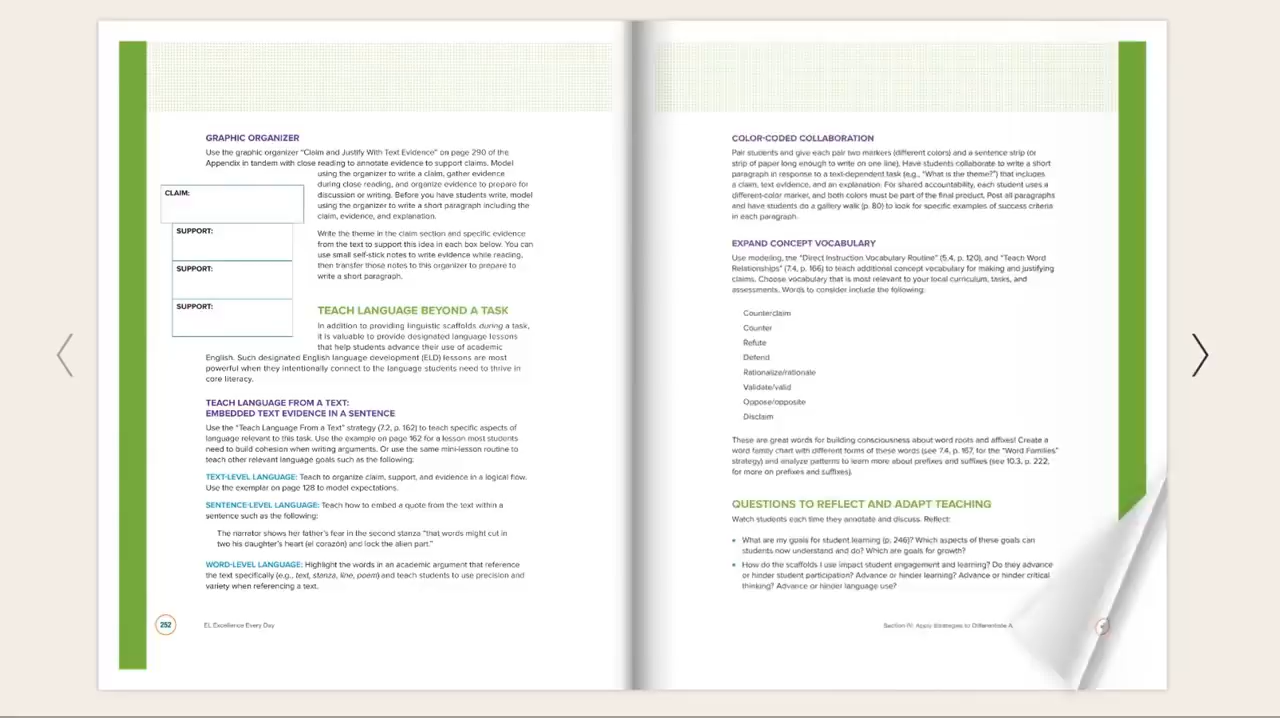 GRAPHIC ORGANIZER
Use the graphic organizer "Claim and Justify With Text Evidence" on page 290 of the
Appendix in tandem with close reading to annotate evidence to support claims. Model
using the organizer to write a claim, gather evidence
during close reading, and organize evidence to prepare for
discussion or writing. Before you have students write, model
using the organizer to write a short paragraph including the
claim, evidence, and explanation.
CLAIM:
SUPPORT:
SUPPORT:
SUPPORT:
Write the theme in the claim section and specific evidence
from the text to support this idea in each box below. You can
use small self-stick notes to write evidence while reading,
then transfer those notes to this organizer to prepare to
write a short paragraph.
TEACH LANGUAGE BEYOND A TASK
In addition to providing linguistic scaffolds during a task,
it is valuable to provide designated language lessons
that help students advance their use of academic
English. Such designated English language development (ELD) lessons are most
powerful when they intentionally connect to the language students need to thrive in
core literacy.
TEACH LANGUAGE FROM A TEXT:
EMBEDDED TEXT EVIDENCE IN A SENTENCE
Use the "Teach Language From a Text" strategy (7.2, p. 162) to teach specific aspects of
language relevant to this task. Use the example on page 162 for a lesson most students
need to build cohesion when writing arguments. Or use the same mini-lesson routine to
teach other relevant language goals such as the following:
TEXT-LEVEL LANGUAGE: Teach to organize claim, support, and evidence in a logical flow.
Use the exemplar on page 128 to model expectations.
SENTENCE-LEVEL LANGUAGE: Teach how to embed a quote from the text within a
sentence such as the following:
The narrator shows her father's fear in the second stanza "that words might cut in
two his daughter's heart (el corazón) and lock the alien part."
WORD-LEVEL LANGUAGE: Highlight the words in an academic argument that reference
the text specifically (e.g., text, stanza, line, poem) and teach students to use precision and
variety when referencing a text.
252 EL Excellence Every Day
COLOR-CODED COLLABORATION
Pair students and give each pair two markers (different colors) and a sentence strip (or
strip of paper long enough to write on one line). Have students collaborate to write a short
paragraph in response to a text-dependent task (e.g., "What is the theme?") that includes
a claim, text evidence, and an explanation. For shared accountability, each student uses a
different-color marker, and both colors must be part of the final product. Post all paragraphs
and have students do a gallery walk (p. 80) to look for specific examples of success criteria
in each paragraph.
EXPAND CONCEPT VOCABULARY
Use modeling, the "Direct Instruction Vocabulary Routine" (5.4, p. 120), and "Teach Word
Relationships" (7.4, p. 166) to teach additional concept vocabulary for making and justifying
claims. Choose vocabulary that is most relevant to your local curriculum, tasks, and
assessments. Words to consider include the following:
Counterclaim
Counter
Refute
Defend
Rationalize/rationale
Validate/valid
Oppose/opposite
Disclaim
These are great words for building consciousness about word roots and affixes! Create a
word family chart with different forms of these words (see 7.4, p. 167, for the "Word Families"
strategy) and analyze patterns to learn more about prefixes and suffixes (see 10.3, p. 222,
for more on prefixes and suffixes).
QUESTIONS TO REFLECT AND ADAPT TEACHING
Watch students each time they annotate and discuss. Reflect:
• What are my goals for student learning (p. 246)? Which aspects of these goals can
students now understand and do? Which are goals for growth?
• How do the scaffolds I use impact student engagement and learning? Do they advance
or hinder student participation? Advance or hinder learning? Advance or hinder critical
thinking? Advance or hinder language use?
Section IV: Apply Strategies to Differentiate A